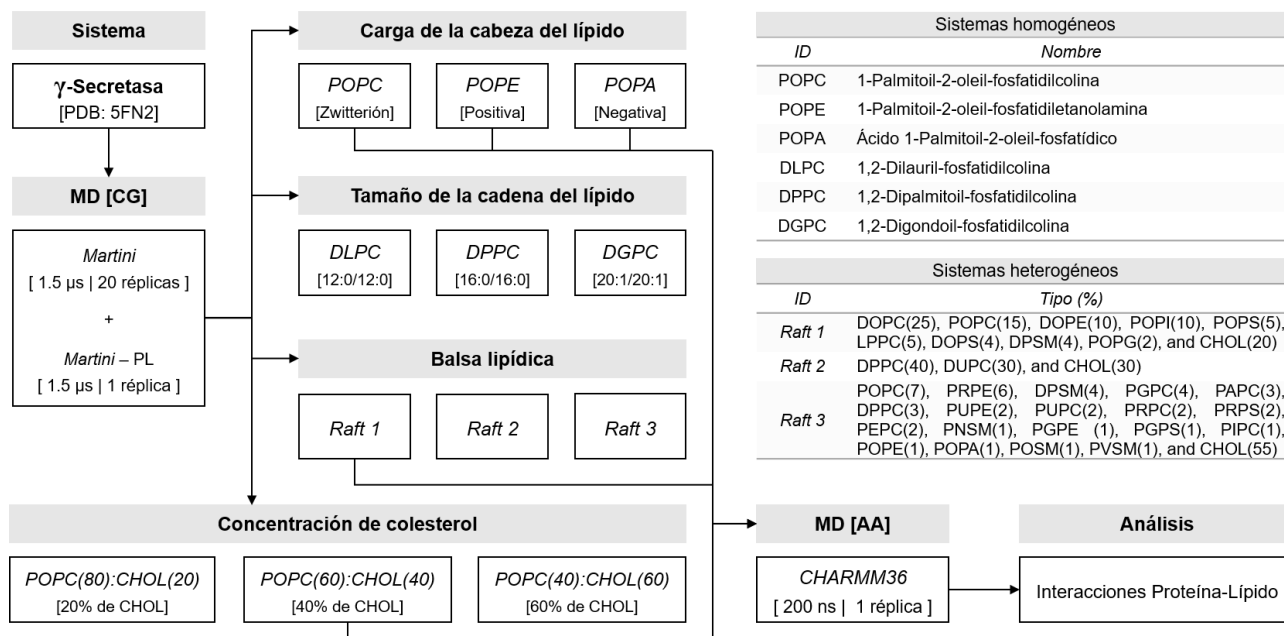 Sistema
γ-Secretasa
[PDB: 5FN2]
MD [CG]
Martini
[ 1.5 µs | 20 réplicas ]
+
Martini – PL
[ 1.5 µs | 1 réplica ]
Carga de la cabeza del lípido
POPC
[Zwitterión]
POPE
[Positiva]
POPA
[Negativa]
Tamaño de la cadena del lípido
DLPC
[12:0/12:0]
DPPC
[16:0/16:0]
DGPC
[20:1/20:1]
Balsa lipídica
Raft 1
Raft 2
Raft 3
Concentración de colesterol
POPC(80):CHOL(20)
[20% de CHOL]
POPC(60):CHOL(40)
[40% de CHOL]
POPC(40):CHOL(60)
[60% de CHOL]
Sistemas homogéneos
ID Nombre
POPC 1-Palmitoil-2-oleil-fosfatidilcolina
POPE 1-Palmitoil-2-oleil-fosfatidiletanolamina
POPA Ácido 1-Palmitoil-2-oleil-fosfatídico
DLPC 1,2-Dilauril-fosfatidilcolina
DPPC 1,2-Dipalmitoil-fosfatidilcolina
DGPC 1,2-Digondoil-fosfatidilcolina
Sistemas heterogéneos
ID Tipo (%)
Raft 1 DOPC(25), POPC(15), DOPE(10), POPI(10), POPS(5),
LPPC(5), DOPS(4), DPSM(4), POPG(2), and CHOL(20)
Raft 2 DPPC(40), DUPC(30), and CHOL(30)
Raft 3 POPC(7), PRPE(6), DPSM(4), PGPC(4), PAPC(3),
DPPC(3), PUPE(2), PUPC(2), PRPC(2), PRPS(2),
PEPC(2), PNSM(1), PGPE (1), PGPS(1), PIPC(1),
POPE(1), POPA(1), POSM(1), PVSM(1), and CHOL(55)
MD [AA]
CHARMM36
[ 200 ns | 1 réplica ]
Análisis
Interacciones Proteína-Lípido